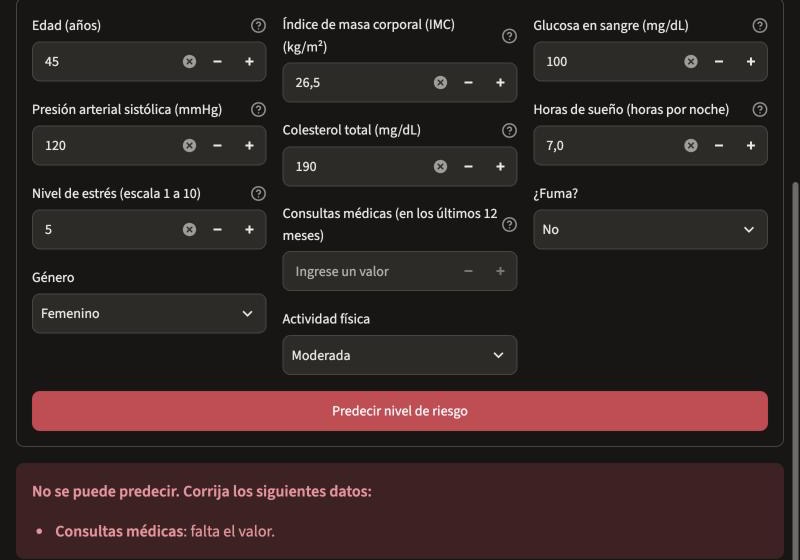 Edad (años)
45
Presión arterial sistólica (mmHg)
120
Nivel de estrés (escala 1 a 10)
5
Género
Femenino
Índice de masa corporal (IMC)
(kg/m²)
26,5
Colesterol total (mg/dL)
190
Consultas médicas (en los últimos 12
meses)
Ingrese un valor
Actividad física
Moderada
Glucosa en sangre (mg/dL)
100
Horas de sueño (horas por noche)
7,0
¿Fuma?
No
Predecir nivel de riesgo
No se puede predecir. Corrija los siguientes datos:
• Consultas médicas: falta el valor.